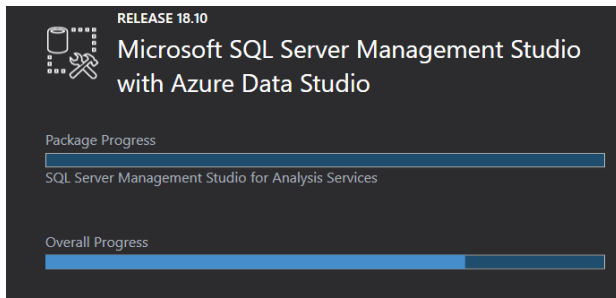 RELEASE 18.10
Microsoft SQL Server Management Studio
with Azure Data Studio
Package Progress
SQL Server Management Studio for Analysis Services
Overall Progress